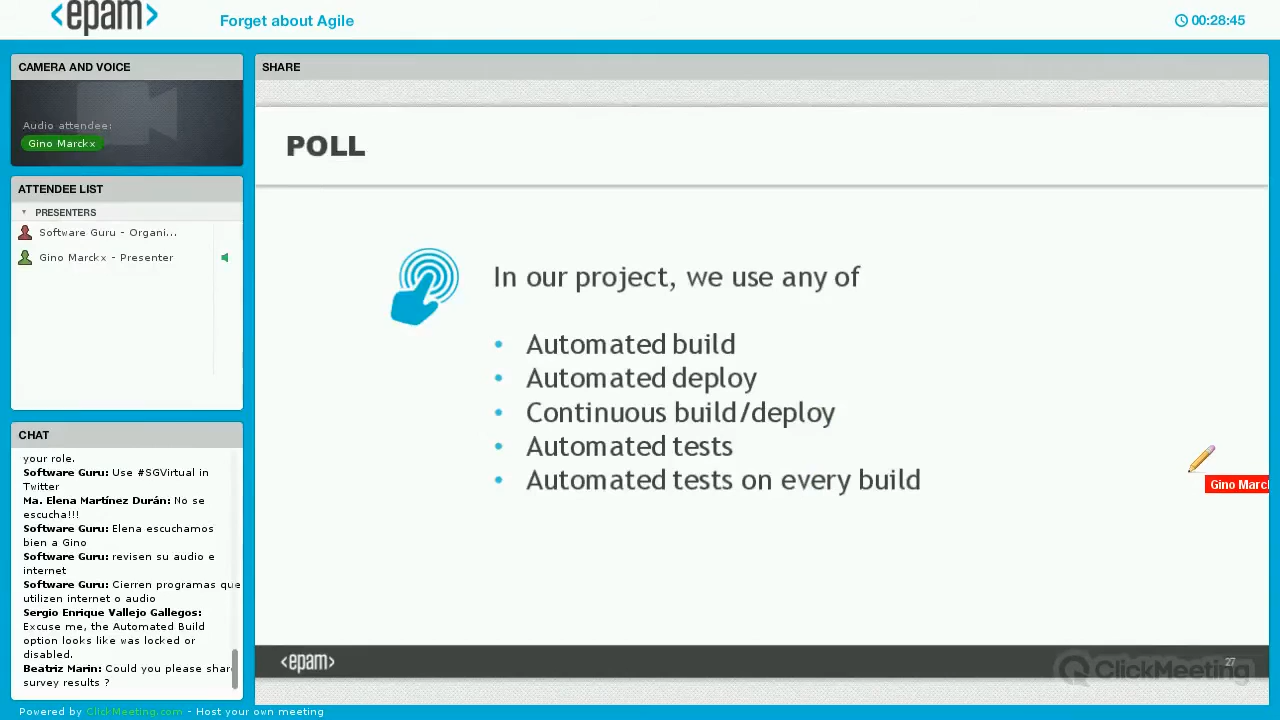 <epam>
Forget about Agile
00:28:45
CAMERA AND VOICE
Audio attendee:
Gino Marckx
ATTENDEE LIST
PRESENTERS
Software Guru - Organi...
Gino Marckx - Presenter
CHAT
your role.
Software Guru: Use #SGVirtual in
Twitter
Ma. Elena Martínez Durán: No se
escucha!!!
Software Guru: Elena escuchamos
bien a Gino
Software Guru: revisen su audio e
internet
Software Guru: Cierren programas que
utilizen internet o audio
Sergio Enrique Vallejo Gallegos:
Excuse me, the Automated Build
option looks like was locked or
disabled.
Beatriz Marin: Could you please share
survey results ?
SHARE
POLL
In our project, we use any of
• Automated build
• Automated deploy
• Continuous build/deploy
• Automated tests
• Automated tests on every build
Gino Marc
<epam>
27
ClickMeeting
Powered by ClickMeeting.com - Host your own meeting